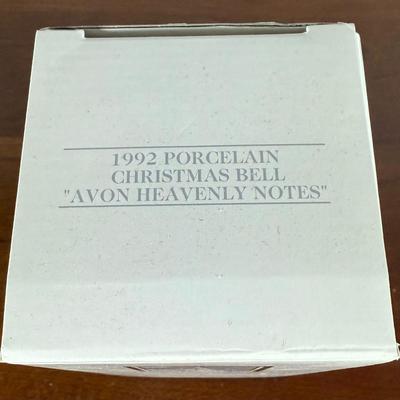 1992 PORCELAIN
CHRISTMAS BELL
"AVON HEAVENLY NOTES"